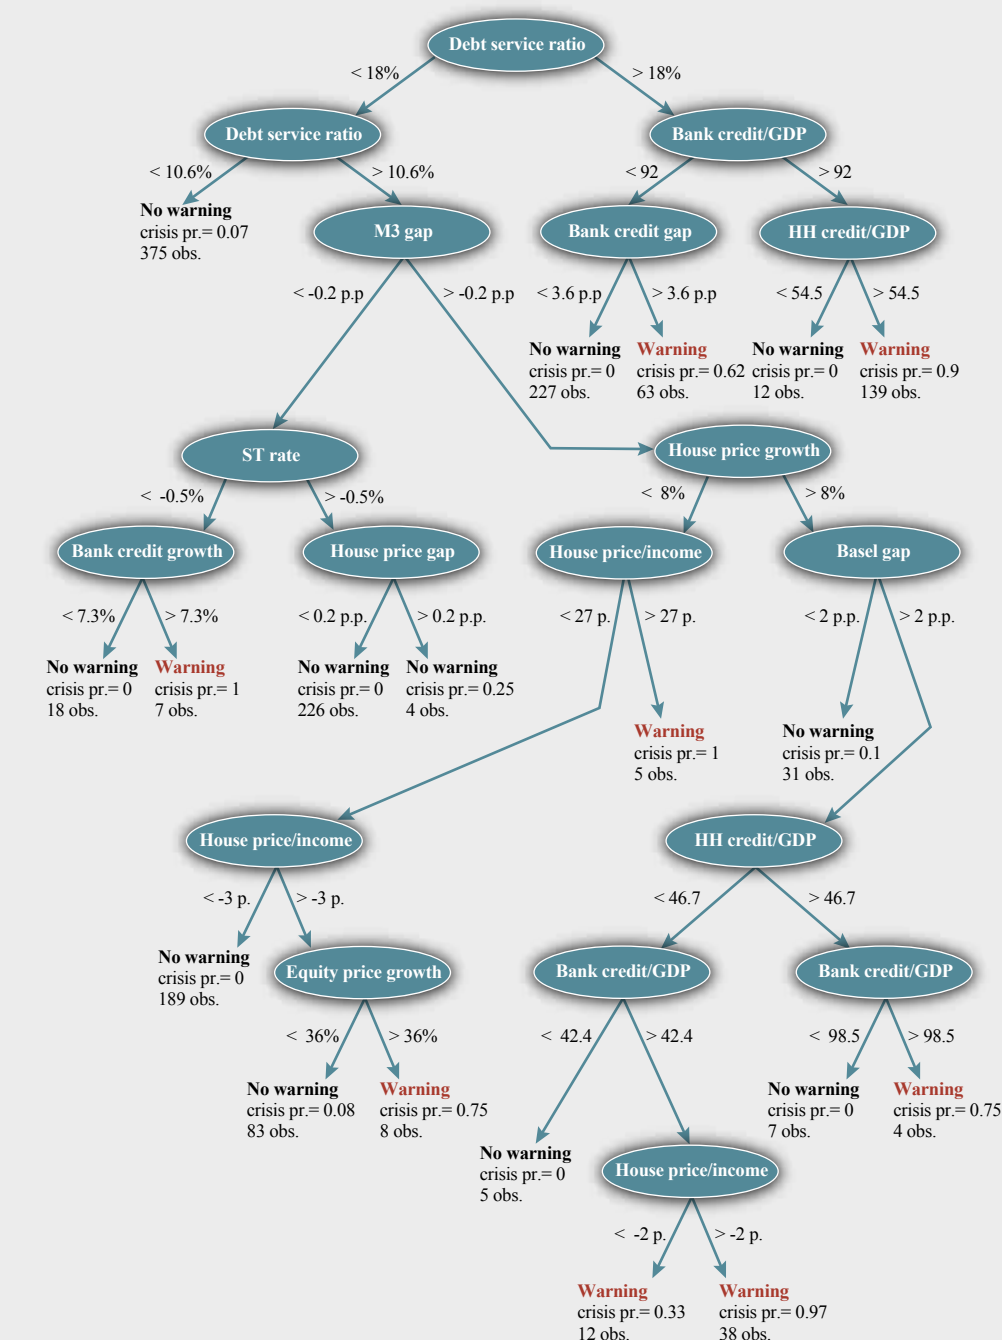 Debt service ratio
< 18%
> 18%
Debt service ratio
Bank credit/GDP
< 10.6%
> 10.6%
< 92
> 92
No warning
crisis pr.= 0.07
375 obs.
M3 gap
Bank credit gap
HH credit/GDP
< -0.2 p.p
> -0.2 p.p
< 3.6 p.p
> 3.6 p.p
< 54.5
> 54.5
No warning
crisis pr.= 0
227 obs.
Warning
crisis pr.= 0.62
63 obs.
No warning
crisis pr.= 0
12 obs.
Warning
crisis pr.= 0.9
139 obs.
ST rate
House price growth
< -0.5%
> -0.5%
< 8%
> 8%
Bank credit growth
House price gap
House price/income
Basel gap
< 7.3%
> 7.3%
< 0.2 p.p.
> 0.2 p.p.
< 27 p.
> 27 p.
< 2 p.p.
> 2 p.p.
No warning
crisis pr.= 0
18 obs.
Warning
crisis pr.= 1
7 obs.
No warning
crisis pr.= 0
226 obs.
No warning
crisis pr.= 0.25
4 obs.
Warning
crisis pr.= 1
5 obs.
No warning
crisis pr.= 0.1
31 obs.
House price/income
HH credit/GDP
< -3 p.
> -3 p.
< 46.7
> 46.7
No warning
crisis pr.= 0
189 obs.
Equity price growth
Bank credit/GDP
Bank credit/GDP
< 36%
> 36%
< 42.4
> 42.4
< 98.5
> 98.5
No warning
crisis pr.= 0.08
83 obs.
Warning
crisis pr.= 0.75
8 obs.
No warning
crisis pr.= 0
7 obs.
Warning
crisis pr.= 0.75
4 obs.
No warning
crisis pr.= 0
5 obs.
House price/income
< -2 p.
> -2 p.
Warning
crisis pr.= 0.33
12 obs.
Warning
crisis pr.= 0.97
38 obs.